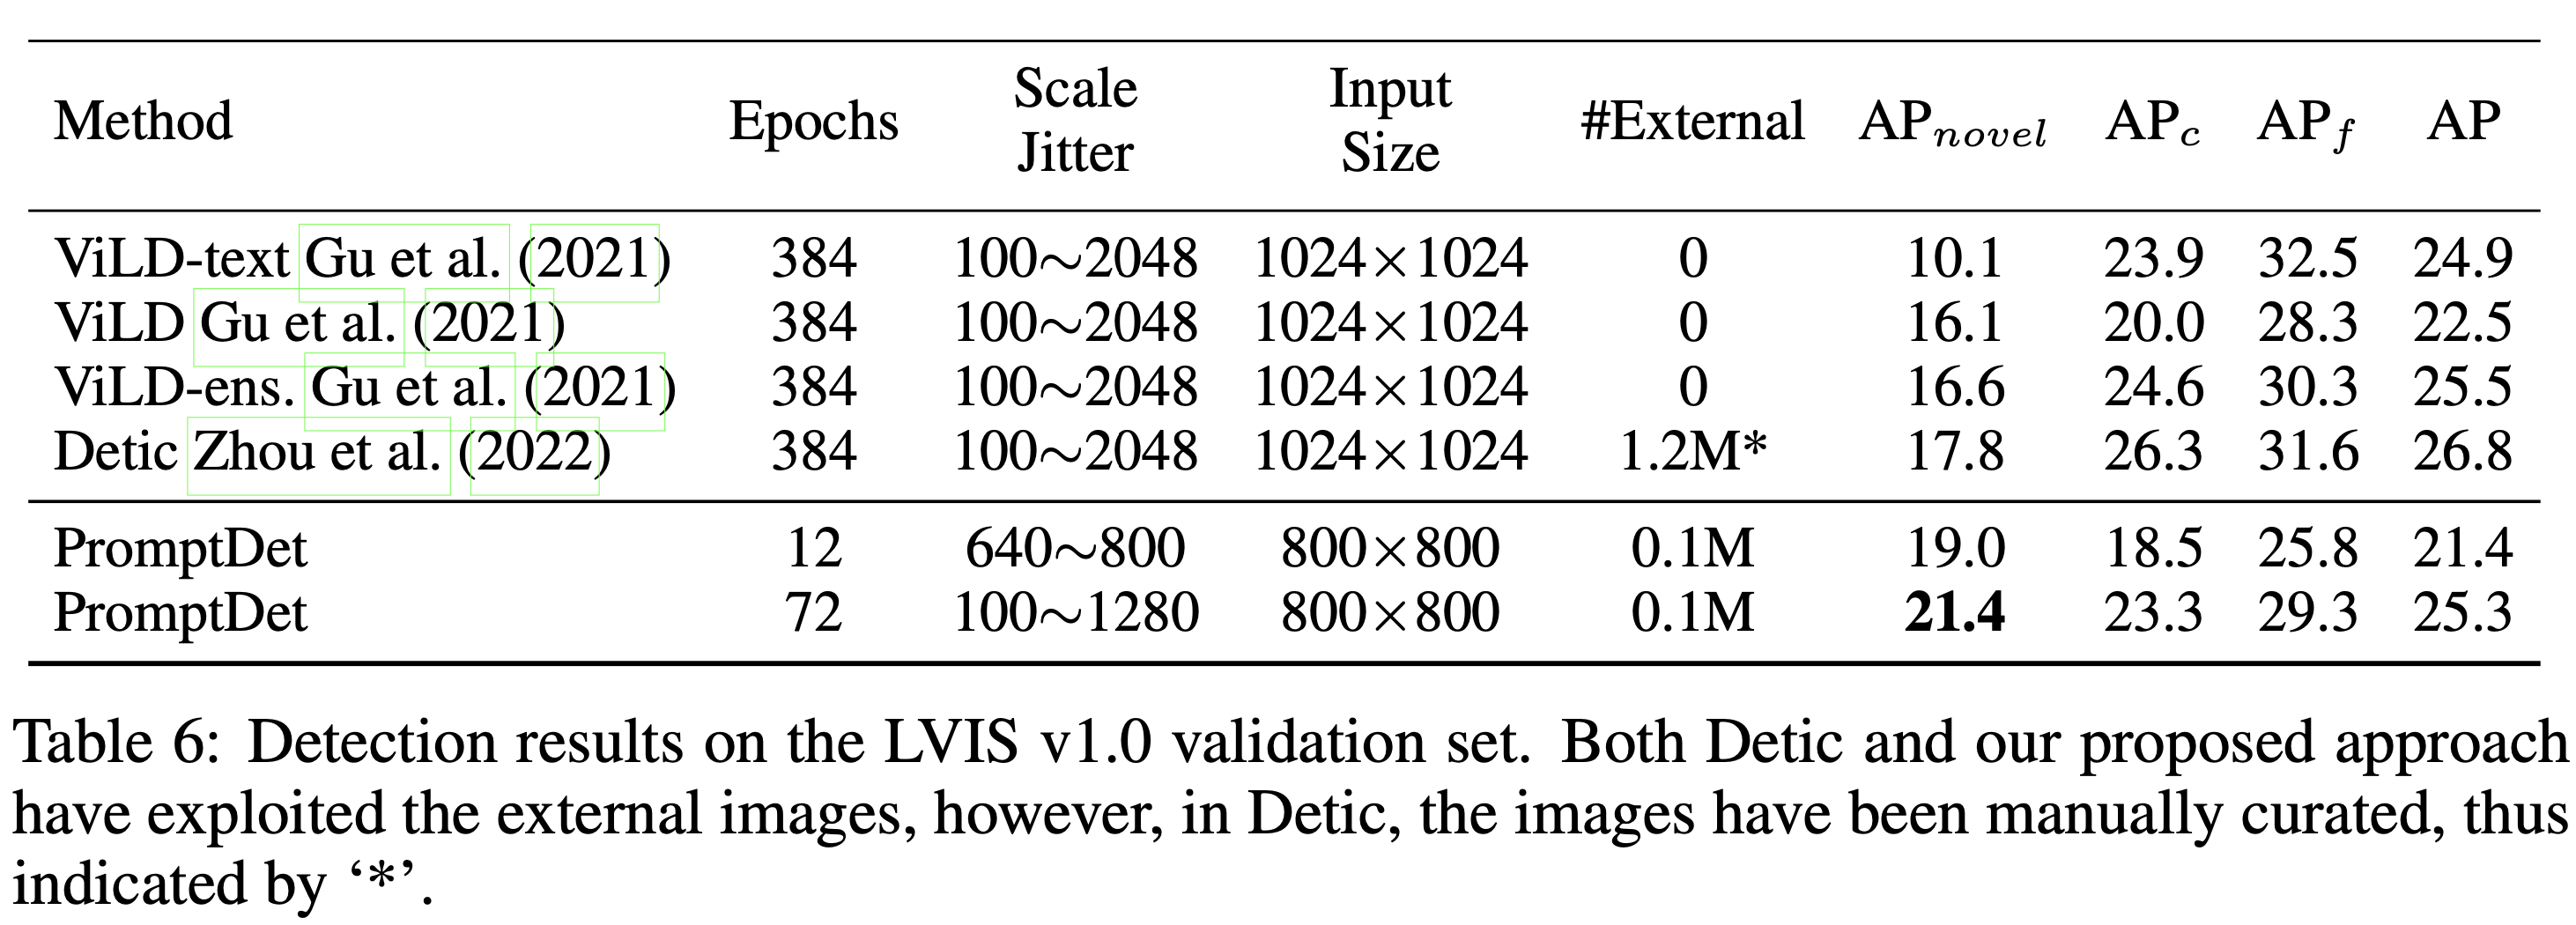 Method Epochs Scale Jitter Input Size #External AP_novel AP_c AP_f AP
ViLD-text Gu et al. (2021) 384 100∼2048 1024×1024 0 10.1 23.9 32.5 24.9
ViLD Gu et al. (2021) 384 100∼2048 1024×1024 0 16.1 20.0 28.3 22.5
ViLD-ens. Gu et al. (2021) 384 100∼2048 1024×1024 0 16.6 24.6 30.3 25.5
Detic Zhou et al. (2022) 384 100∼2048 1024×1024 1.2M* 17.8 26.3 31.6 26.8
PromptDet 12 640∼800 800×800 0.1M 19.0 18.5 25.8 21.4
PromptDet 72 100∼1280 800×800 0.1M 21.4 23.3 29.3 25.3
Table 6: Detection results on the LVIS v1.0 validation set. Both Detic and our proposed approach
have exploited the external images, however, in Detic, the images have been manually curated, thus
indicated by ‘*’.